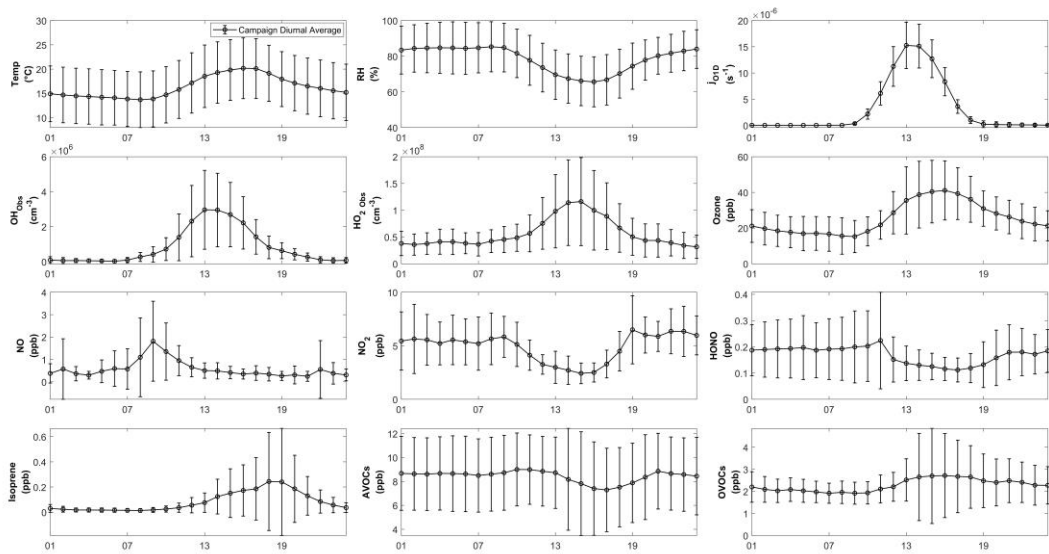 Campaign Diurnal Average
Temp
(°C)
30
25
20
15
10
01 07 13 19
RH
(%)
100
80
60
40
01 07 13 19
×10⁻⁶
j_O1D
(s⁻¹)
20
15
10
5
0
01 07 13 19
×10⁶
OH_Obs
(cm⁻³)
6
4
2
0
01 07 13 19
×10⁸
HO₂ Obs
(cm⁻³)
2
1.5
1
0.5
0
01 07 13 19
Ozone
(ppb)
60
40
20
0
01 07 13 19
NO
(ppb)
4
3
2
1
0
01 07 13 19
NO₂
(ppb)
10
5
0
01 07 13 19
HONO
(ppb)
0.4
0.3
0.2
0.1
0
01 07 13 19
Isoprene
(ppb)
0.6
0.4
0.2
0
01 07 13 19
AVOCs
(ppb)
12
10
8
6
4
01 07 13 19
OVOCs
(ppb)
4
3
2
1
01 07 13 19